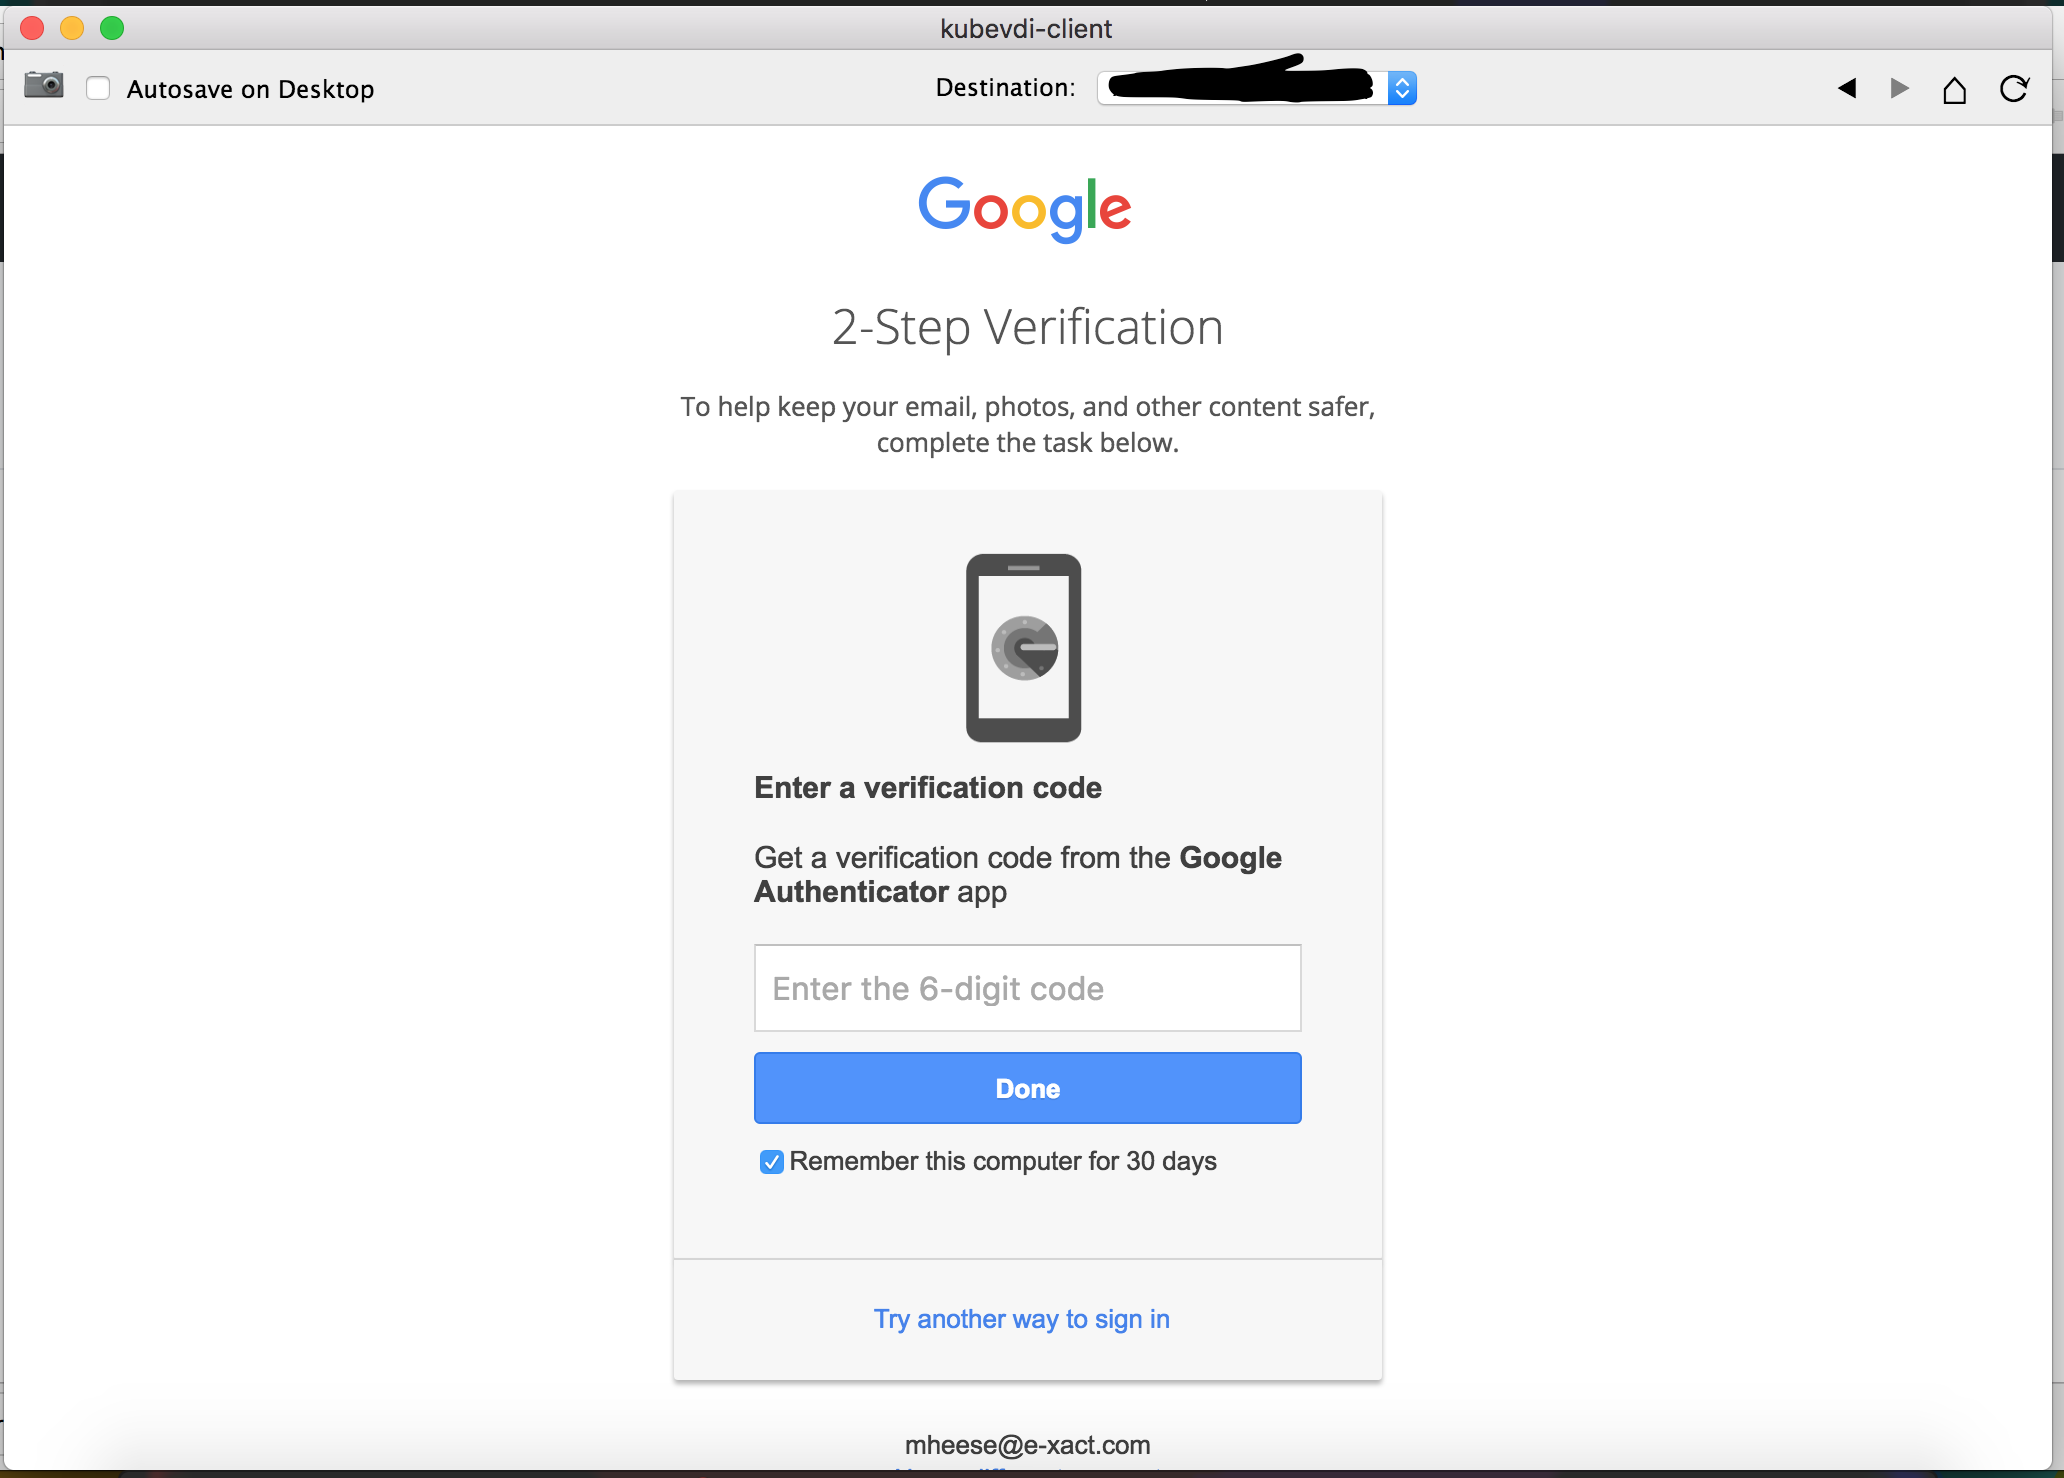 kubevdi-client
Autosave on Desktop
Destination:
Google
2-Step Verification
To help keep your email, photos, and other content safer,
complete the task below.
Enter a verification code
Get a verification code from the Google
Authenticator app
Enter the 6-digit code
Done
Remember this computer for 30 days
Try another way to sign in
mheese@e-xact.com